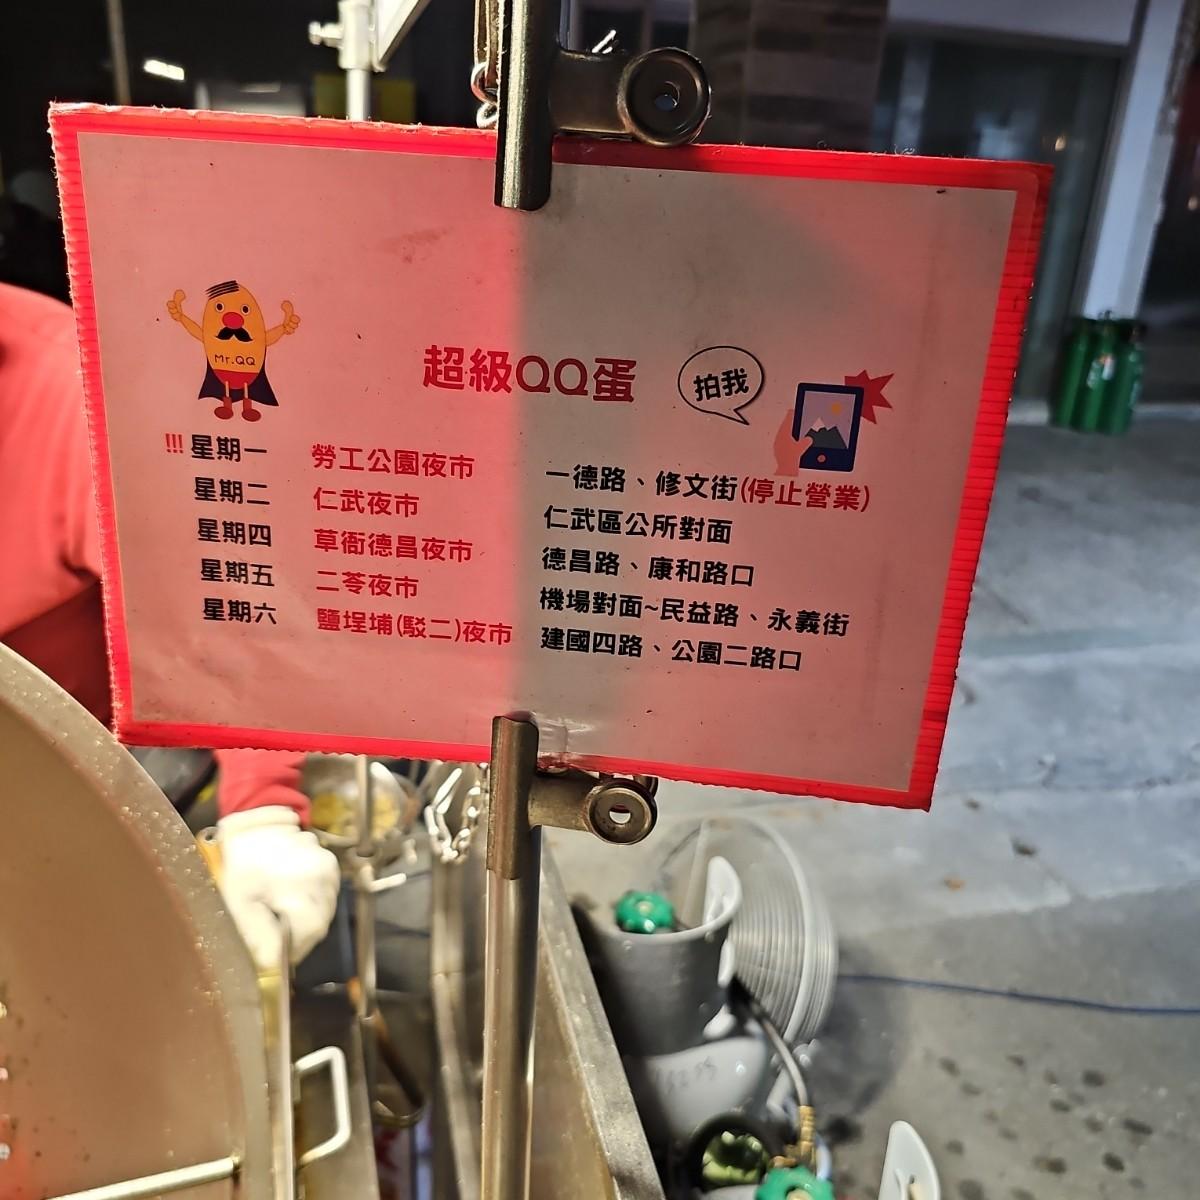 Mr.QQ
超級QQ蛋
拍我
!!! 星期一 勞工公園夜市 一德路、修文街(停止營業)
星期二 仁武夜市 仁武區公所對面
星期四 草衙德昌夜市 德昌路、康和路口
星期五 二苓夜市 機場對面~民益路、永義街
星期六 鹽埕埔(駁二)夜市 建國四路、公園二路口